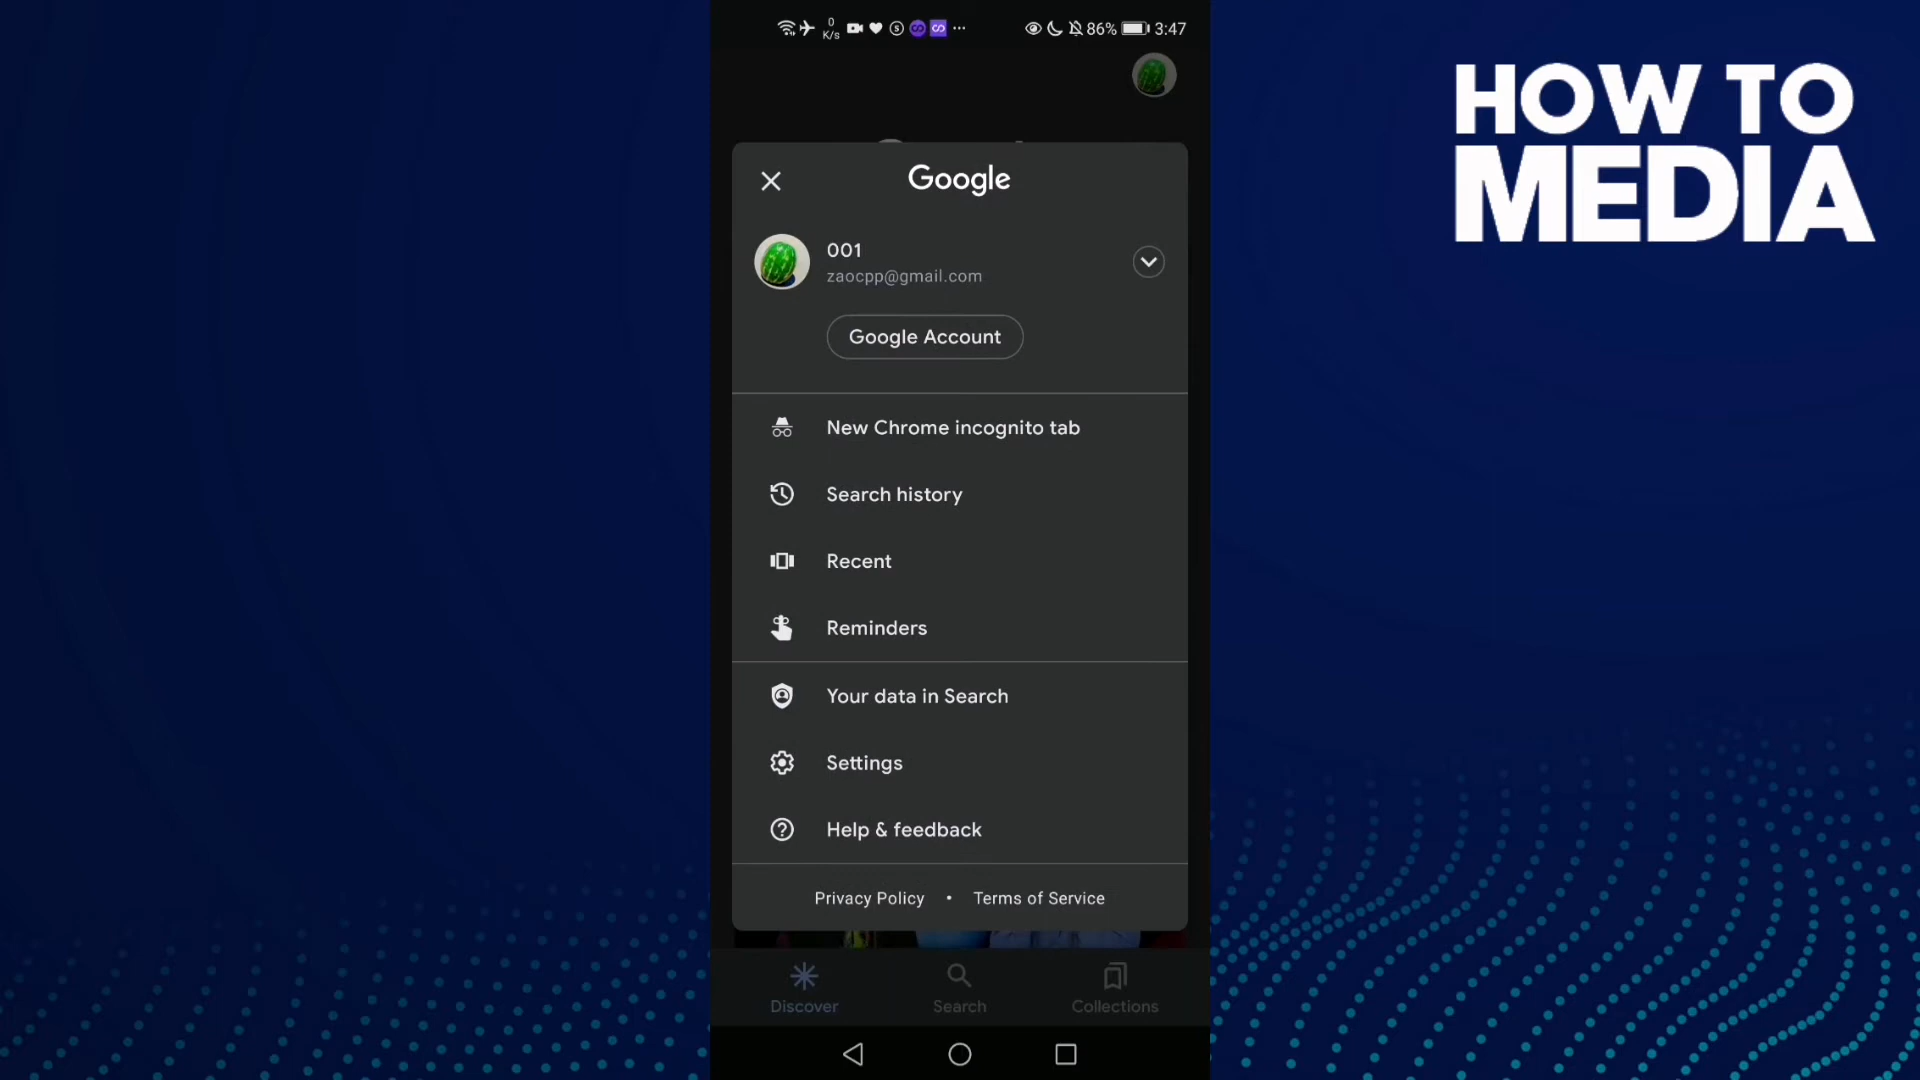 0
K/s
86%
3:47
HOW TO
MEDIA
Google
001
zaocpp@gmail.com
Google Account
New Chrome incognito tab
Search history
Recent
Reminders
Your data in Search
Settings
Help & feedback
Privacy Policy • Terms of Service
Discover
Search
Collections